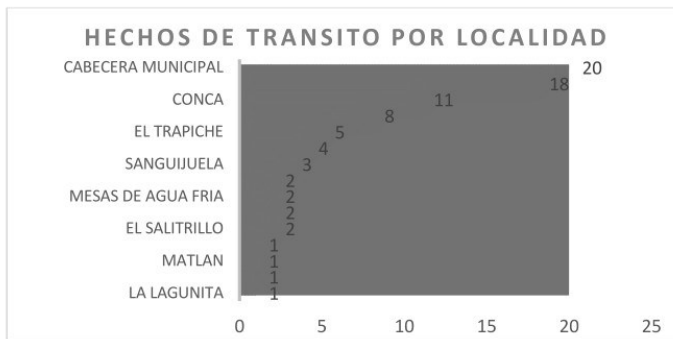 HECHOS DE TRANSITO POR LOCALIDAD
CABECERA MUNICIPAL 20
18
CONCA 11
8
EL TRAPICHE 5
4
SANGUIJUELA 3
2
MESAS DE AGUA FRIA 2
2
EL SALITRILLO 2
1
MATLAN 1
1
LA LAGUNITA 1
0 5 10 15 20 25